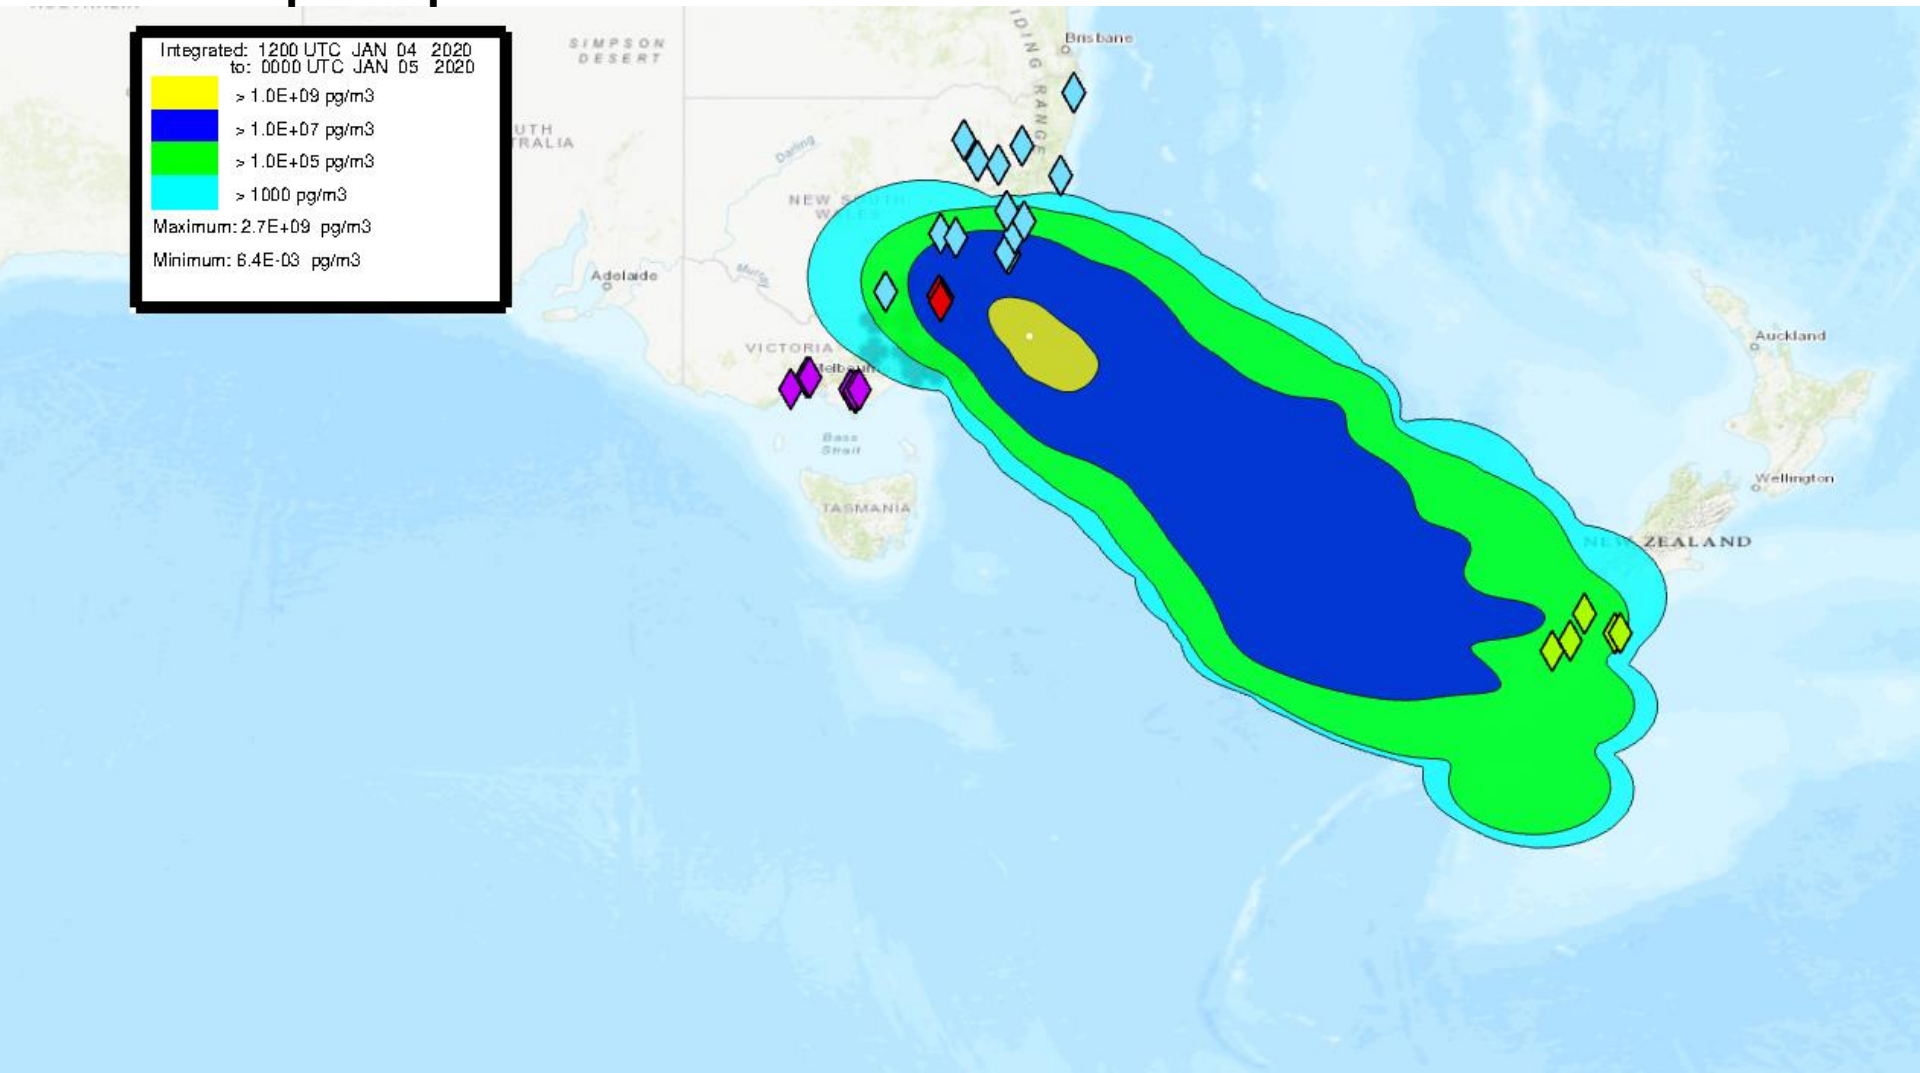 Integrated: 1200 UTC JAN 04 2020
to: 0000 UTC JAN 05 2020
> 1.0E+09 pg/m3
> 1.0E+07 pg/m3
> 1.0E+05 pg/m3
> 1000 pg/m3
Maximum: 2.7E+09 pg/m3
Minimum: 6.4E-03 pg/m3
SIMPSON
DESERT
Brisbane
RANGE
Darling
NEW SOUTH
WALES
Adelaide
Murray
VICTORIA
Bass
Strait
TASMANIA
Auckland
Wellington
ZEALAND